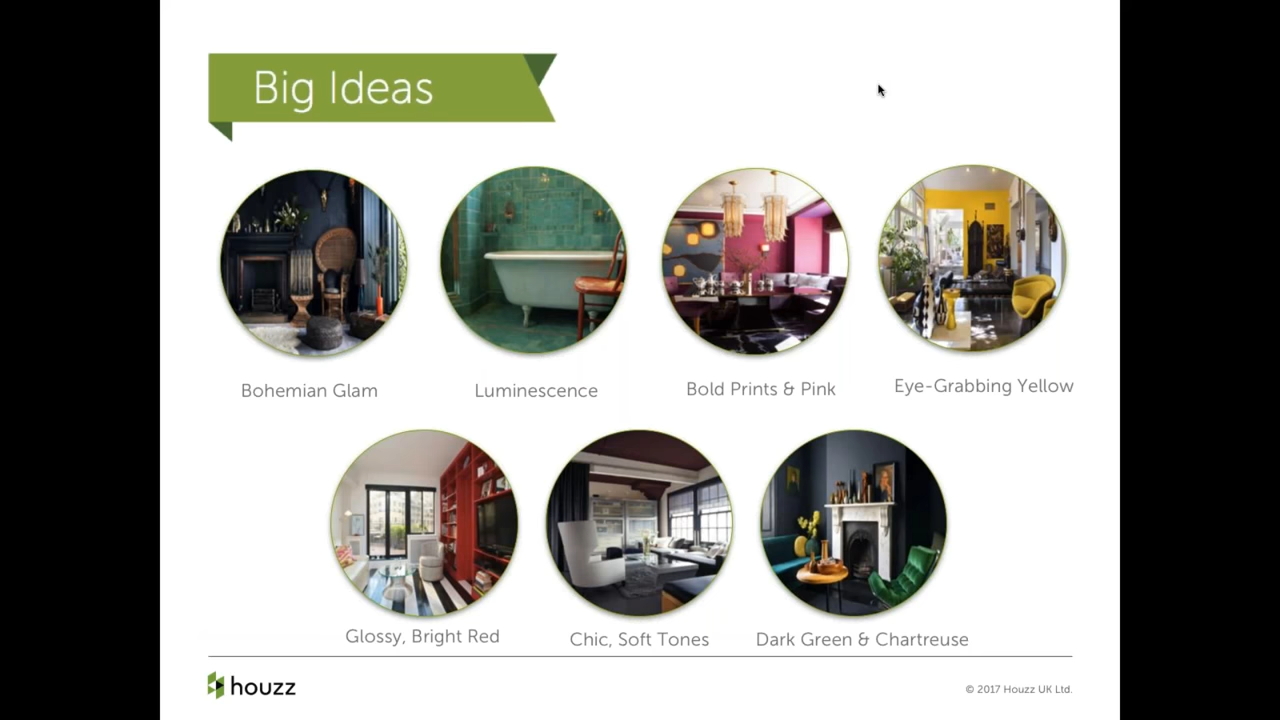 Big Ideas
Bohemian Glam
Luminescence
Bold Prints & Pink
Eye-Grabbing Yellow
Glossy, Bright Red
Chic, Soft Tones
Dark Green & Chartreuse
houzz
© 2017 Houzz UK Ltd.